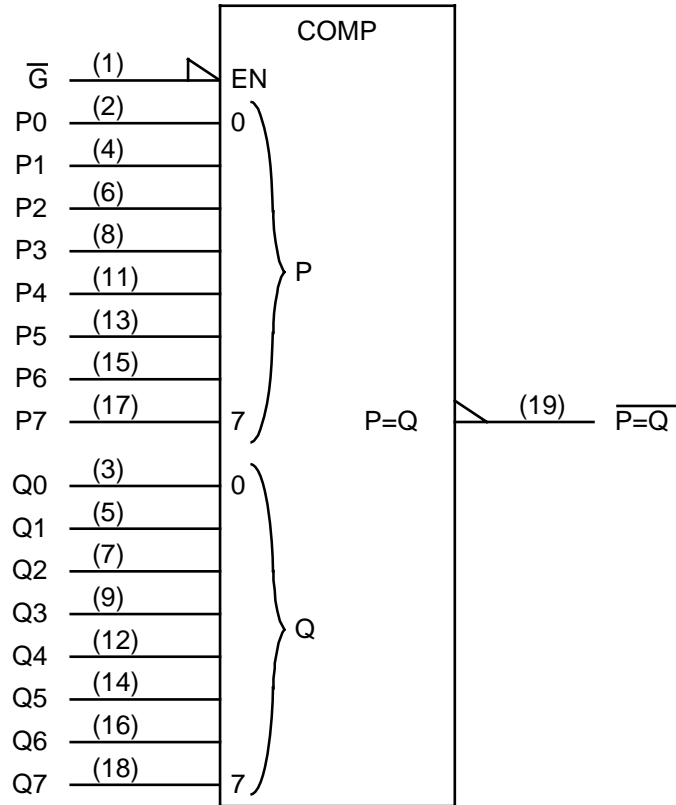 COMP
G̅ (1) EN
P0 (2) 0
P1 (4)
P2 (6)
P3 (8)
P
P4 (11)
P5 (13)
P6 (15)
P7 (17) 7 P=Q (19) P̅=̅Q̅
Q0 (3) 0
Q1 (5)
Q2 (7)
Q3 (9)
Q
Q4 (12)
Q5 (14)
Q6 (16)
Q7 (18) 7